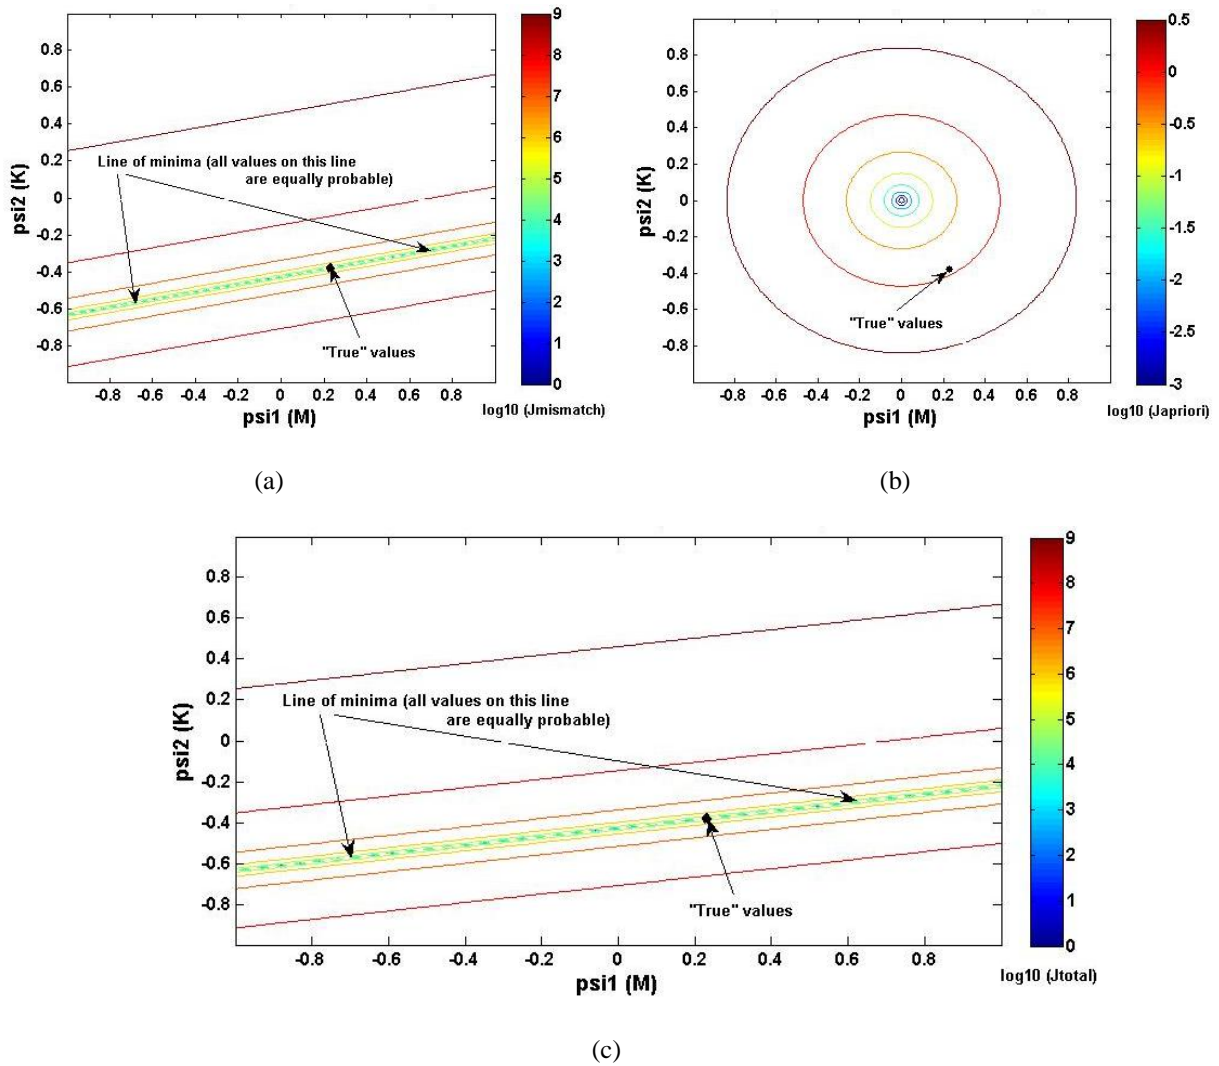 0.8
0.6
0.4
0.2
0
-0.2
-0.4
-0.6
-0.8
psi2 (K)
Line of minima (all values on this line
are equally probable)
"True" values
-0.8 -0.6 -0.4 -0.2 0 0.2 0.4 0.6 0.8
psi1 (M)
9
8
7
6
5
4
3
2
1
0
log10 (Jmismatch)
(a)
0.8
0.6
0.4
0.2
0
-0.2
-0.4
-0.6
-0.8
psi2 (K)
"True" values
-0.8 -0.6 -0.4 -0.2 0 0.2 0.4 0.6 0.8
psi1 (M)
0.5
0
-0.5
-1
-1.5
-2
-2.5
-3
log10 (Japriori)
(b)
0.8
0.6
0.4
0.2
0
-0.2
-0.4
-0.6
-0.8
psi2 (K)
Line of minima (all values on this line
are equally probable)
"True" values
-0.8 -0.6 -0.4 -0.2 0 0.2 0.4 0.6 0.8
psi1 (M)
9
8
7
6
5
4
3
2
1
0
log10 (Jtotal)
(c)